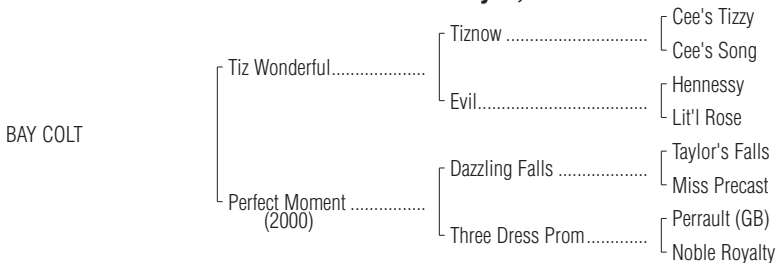 Cee's Tizzy
Tiznow ..............................
Cee's Song
Tiz Wonderful....................
Hennessy
Evil....................................
Lit'l Rose
BAY COLT
Taylor's Falls
Dazzling Falls ...................
Miss Precast
Perfect Moment ................
(2000)
Perrault (GB)
Three Dress Prom.............
Noble Royalty